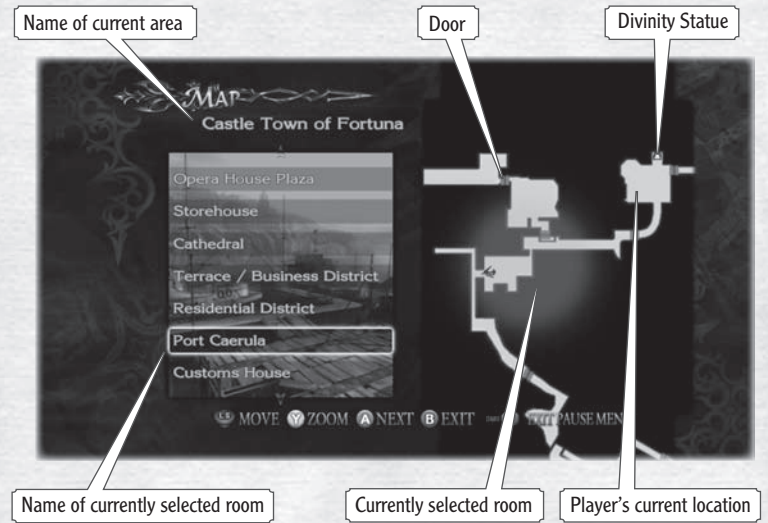 Name of current area
Door
Divinity Statue
MAP
Castle Town of Fortuna
Opera House Plaza
Storehouse
Cathedral
Terrace / Business District
Residential District
Port Caerula
Customs House
MOVE Y ZOOM A NEXT B EXIT EXIT PAUSE MEN
Name of currently selected room
Currently selected room
Player's current location